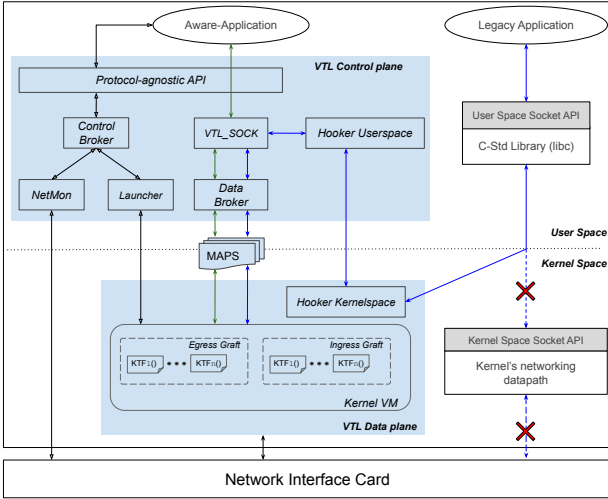 Aware-Application
Legacy Application
VTL Control plane
Protocol-agnostic API
Control
Broker
VTL_SOCK
Hooker Userspace
User Space Socket API
C-Std Library (libc)
NetMon
Launcher
Data
Broker
User Space
MAPS
Kernel Space
Hooker Kernelspace
Egress Graft
Ingress Graft
KTF1() *** KTFn()
KTF1() *** KTFn()
Kernel VM
VTL Data plane
Kernel Space Socket API
Kernel's networking
datapath
Network Interface Card